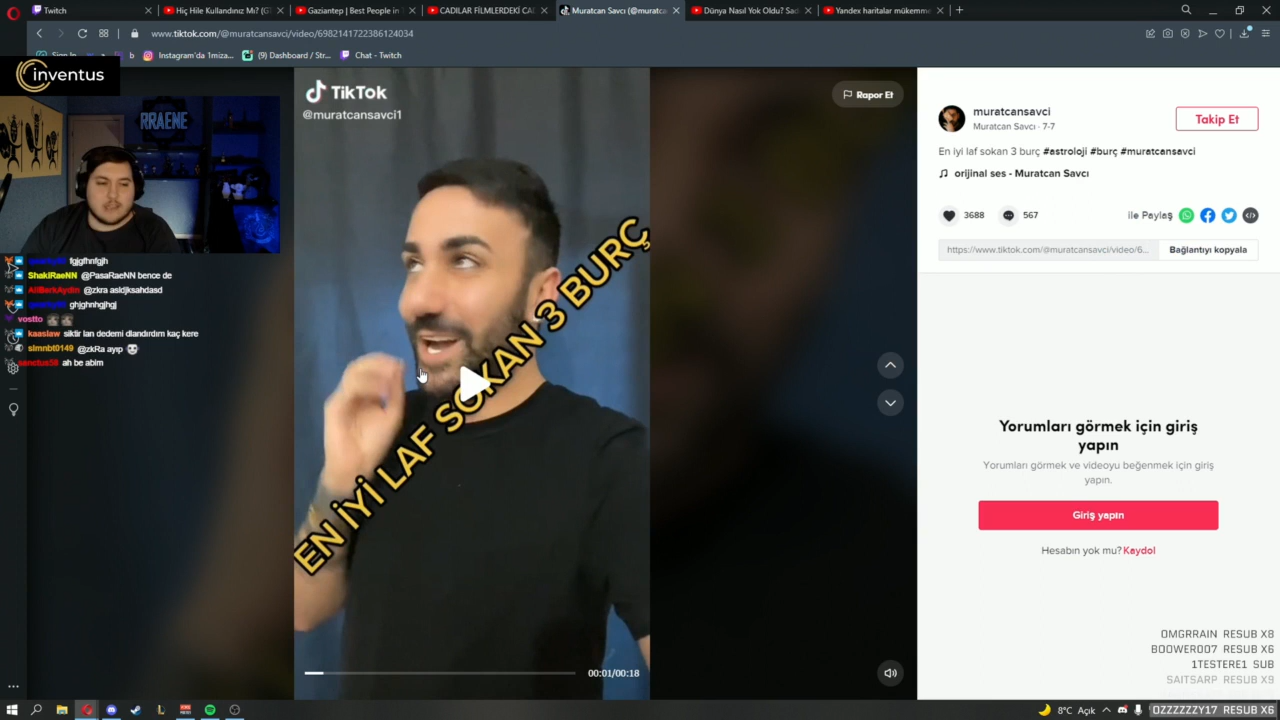 Twitch
Hiç Hile Kullandınız Mı? (G
Gaziantep | Best People in
CADILAR FİLMLERDEKİ CA
Muratcan Savcı (@muratca
Dünya Nasıl Yok Oldu? Sad
Yandex haritalar mükemme
www.tiktok.com/@muratcansavci/video/6982141722386124034
Sign In
b
Instagram'da 1miza...
(9) Dashboard / Str...
Chat - Twitch
inventus
RRAENE
fgjgfhnfgjh
ShakiRaeNN @PasaRaeNN bence de
AliBerkAydin @zkra asldjksahdasd
ghjghnhgjhgj
vostto
kaaslaw siktir lan dedemi dlandırdım kaç kere
slmnbt0149 @zkRa ayıp
sanctus58 ah be abim
TikTok
@muratcansavci1
EN İYİ LAF SOKAN 3 BURÇ
00:01/00:18
Rapor Et
muratcansavci
Muratcan Savcı · 7-7
Takip Et
En iyi laf sokan 3 burç #astroloji #burç #muratcansavci
orijinal ses - Muratcan Savcı
3688
567
ile Paylaş
https://www.tiktok.com/@muratcansavci/video/6...
Bağlantıyı kopyala
Yorumları görmek için giriş
yapın
Yorumları görmek ve videoyu beğenmek için giriş
yapın.
Giriş yapın
Hesabın yok mu? Kaydol
OMGRRAIN RESUB X8
BOOWER007 RESUB X6
1TESTERE1 SUB
SAITSARP RESUB X9
OZZZZZZY17 RESUB X6
8°C Açık